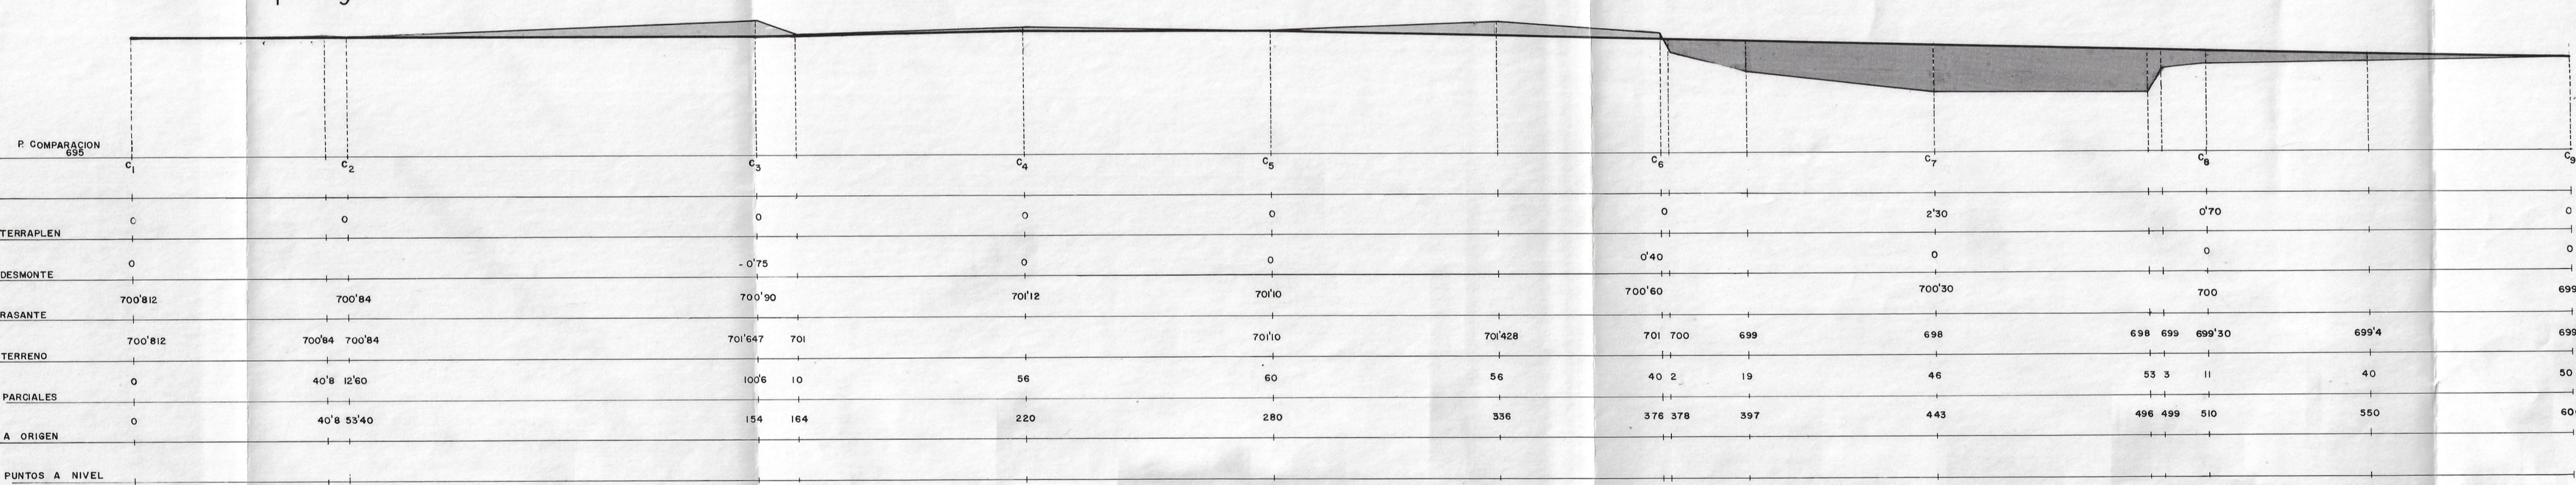 P. COMPARACION
695
C1 C2 C3 C4 C5 C6 C7 C8 C9
0 0 0 0 0 0 2'30 0'70 0
TERRAPLEN
0 - 0'75 0 0 0'40 0 0 0
DESMONTE
700'812 700'84 700'90 701'12 701'10 700'60 700'30 700 699
RASANTE
700'812 700'84 700'84 701'647 701 701'10 701'428 701 700 699 698 698 699 699'30 699'4 699
TERRENO
0 40'8 12'60 100'6 10 56 60 56 40 2 19 46 53 3 11 40 50
PARCIALES
0 40'8 53'40 154 164 220 280 336 376 378 397 443 496 499 510 550 60
A ORIGEN
PUNTOS A NIVEL